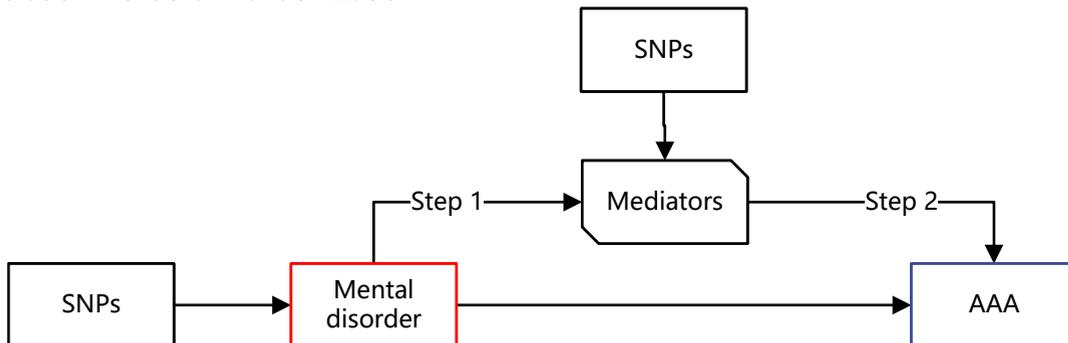 SNPs
Step 1
Mediators
Step 2
SNPs
Mental
disorder
AAA